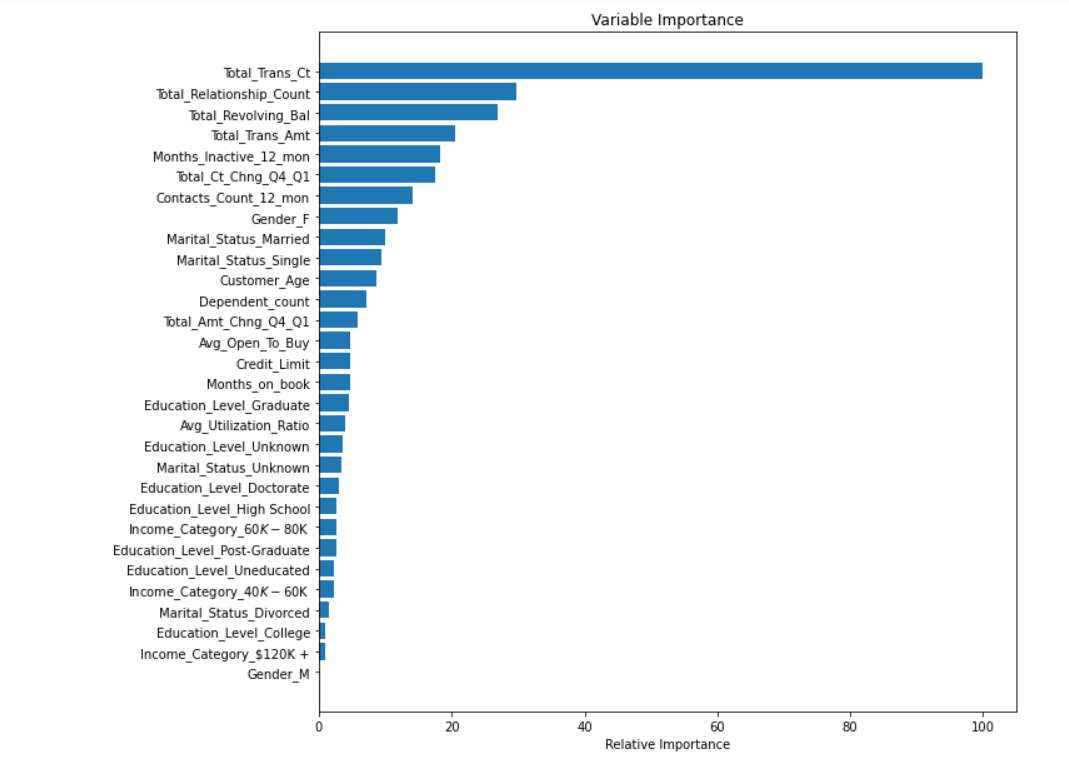 Variable Importance
Total_Trans_Ct
Total_Relationship_Count
Total_Revolving_Bal
Total_Trans_Amt
Months_Inactive_12_mon
Total_Ct_Chng_Q4_Q1
Contacts_Count_12_mon
Gender_F
Marital_Status_Married
Marital_Status_Single
Customer_Age
Dependent_count
Total_Amt_Chng_Q4_Q1
Avg_Open_To_Buy
Credit_Limit
Months_on_book
Education_Level_Graduate
Avg_Utilization_Ratio
Education_Level_Unknown
Marital_Status_Unknown
Education_Level_Doctorate
Education_Level_High School
Income_Category_60K − 80K
Education_Level_Post-Graduate
Education_Level_Uneducated
Income_Category_40K − 60K
Marital_Status_Divorced
Education_Level_College
Income_Category_$120K +
Gender_M
0 20 40 60 80 100
Relative Importance